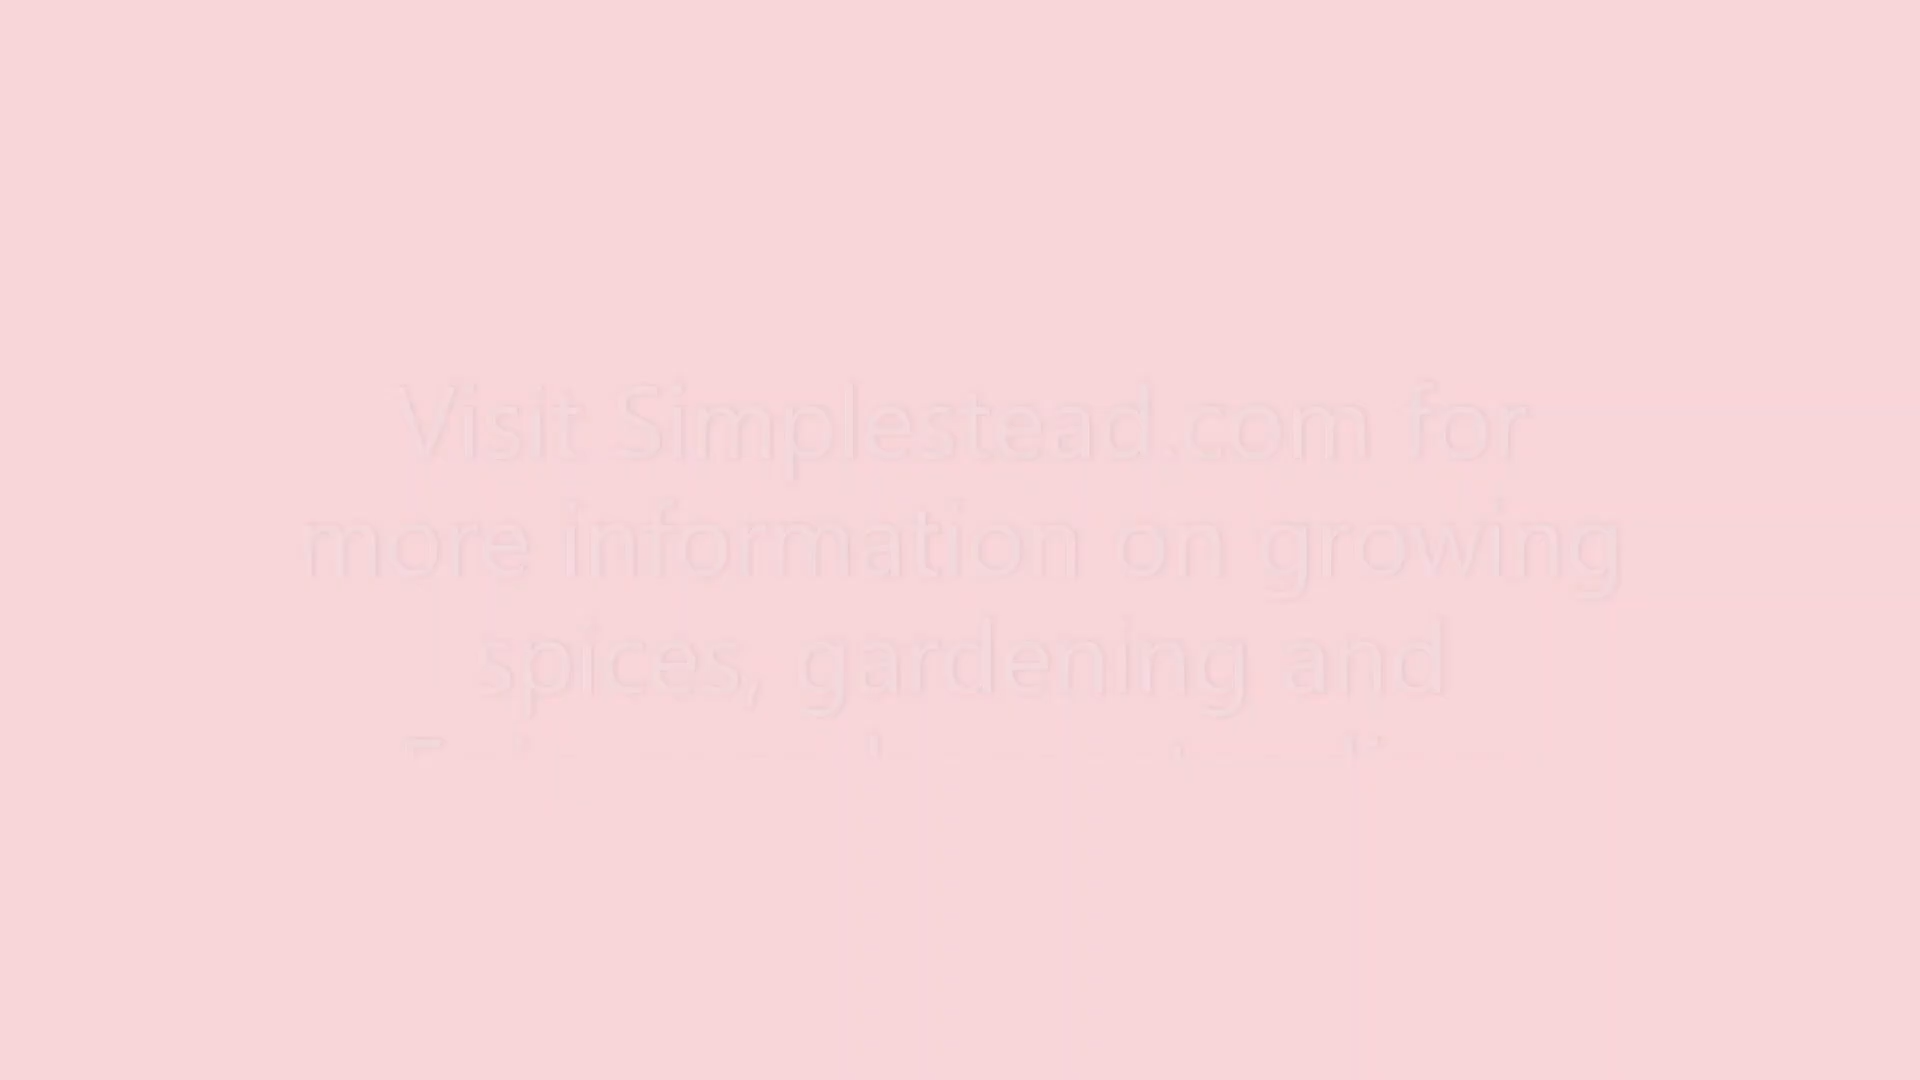 Visit Simplestead.com for
more information on growing
spices, gardening and